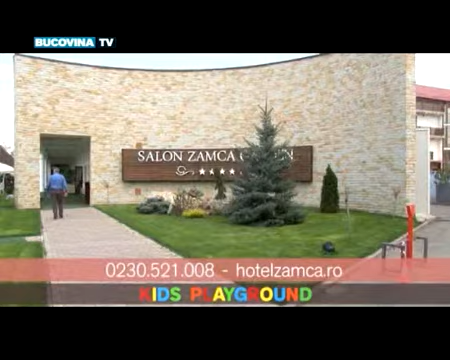 BUCOVINA TV
SALON ZAMCA
0230.521.008 - hotelzamca.ro
KIDS PLAYGROUND